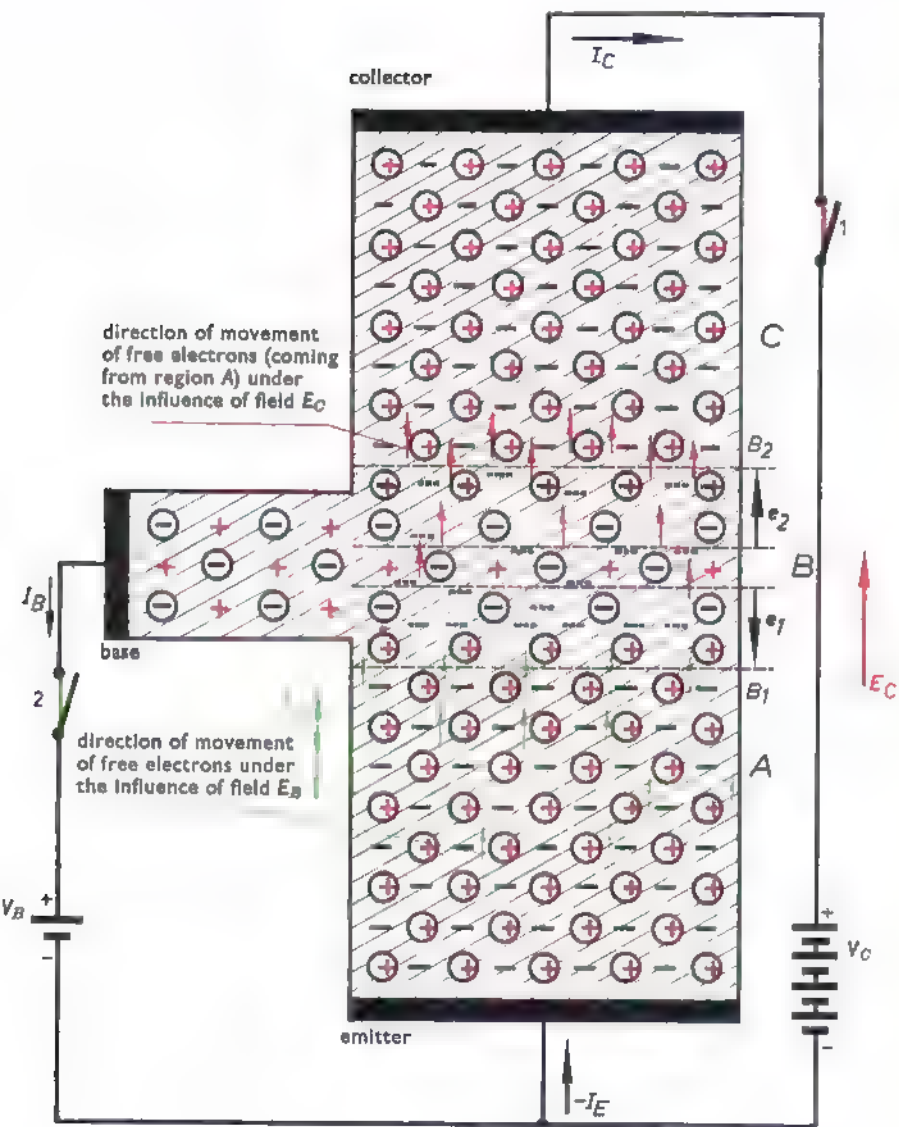 I_C
collector
1
direction of movement
of free electrons (coming
from region A) under
the influence of field E_C
C
B_2
e_2
B
I_B
e_1
base
E_C
2
B_1
direction of movement
of free electrons under
the influence of field E_B
A
V_B
+
-
+
V_C
-
emitter
-I_E